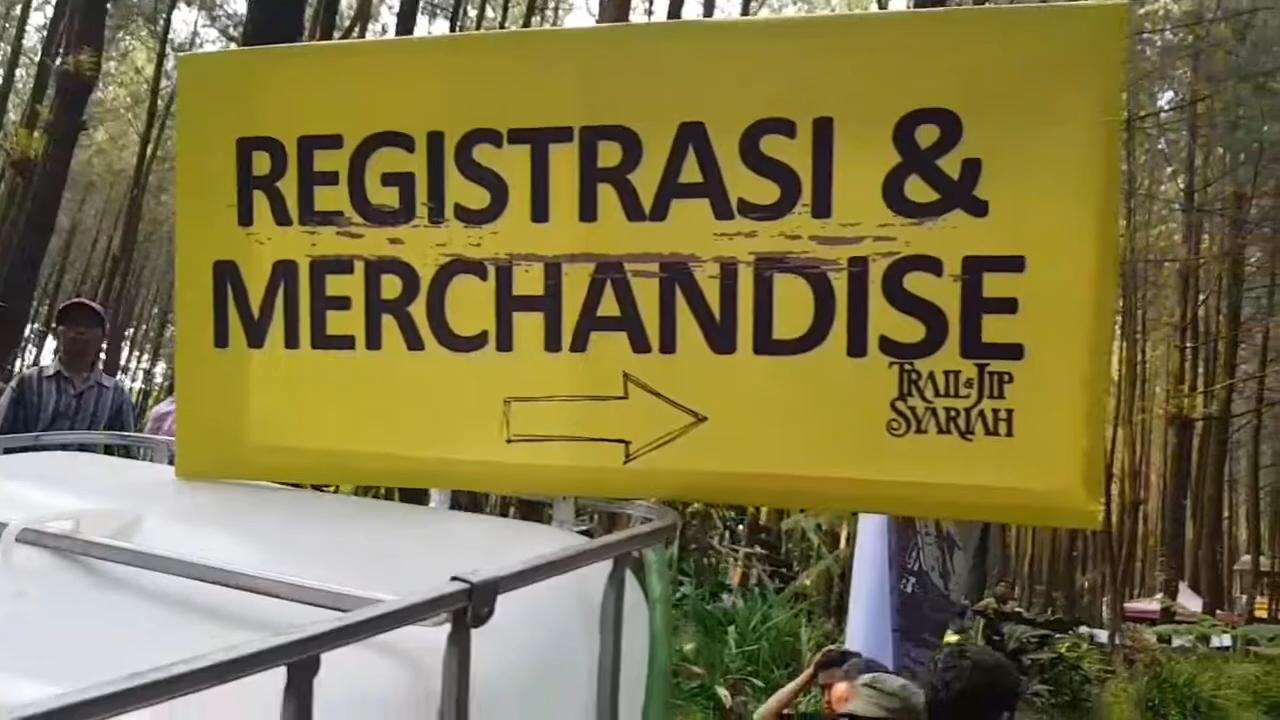 REGISTRASI &
MERCHANDISE
TRAIL & JIP
SYARIAH